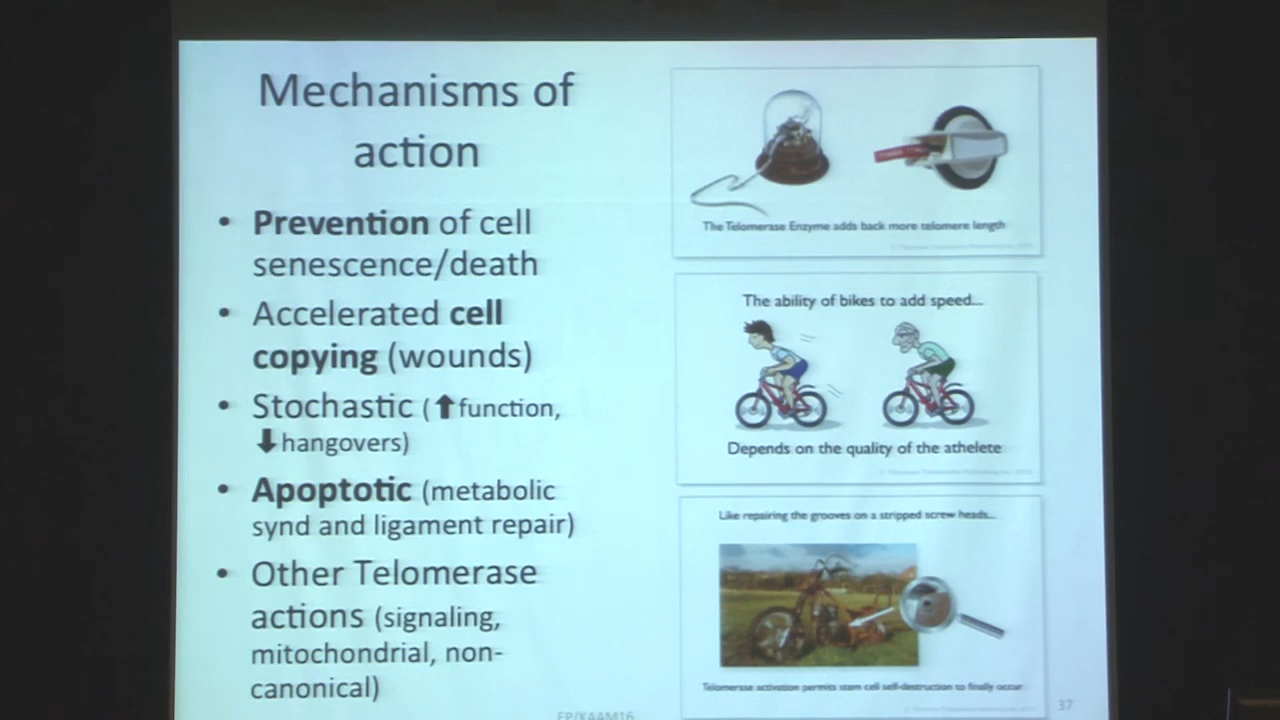 Mechanisms of
action
• Prevention of cell
senescence/death
• Accelerated cell
copying (wounds)
• Stochastic (⬆function,
⬇hangovers)
• Apoptotic (metabolic
synd and ligament repair)
• Other Telomerase
actions (signaling,
mitochondrial, non-
canonical)
The Telomerase Enzyme adds back more telomere length
The ability of bikes to add speed...
Depends on the quality of the athelete
Like repairing the grooves on a stripped screw heads...
Telomerase activation permits stem cell self-destruction to finally occur
37